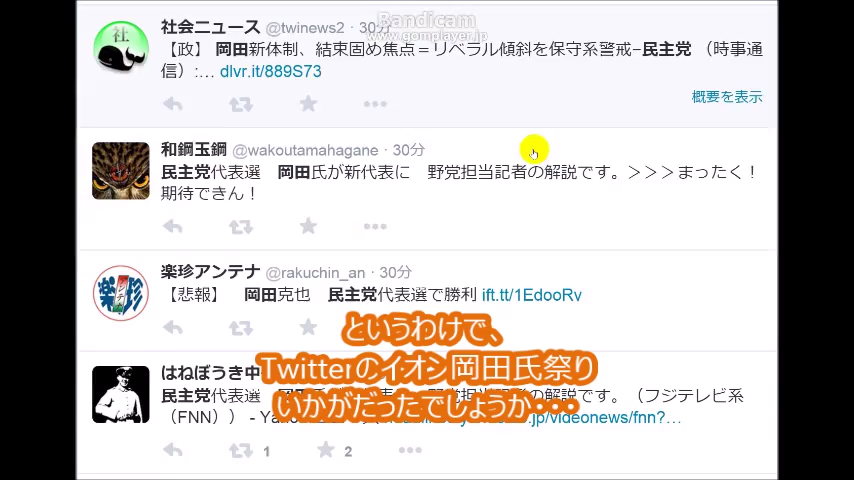 Bandicam
www.gomplayer.jp
社
社会ニュース @twinews2 · 30分
【政】 岡田新体制、結束固め焦点＝リベラル傾斜を保守系警戒−民主党 （時事通
信）:... dlvr.it/889S73
概要を表示
和鋼玉鋼 @wakoutamahagane · 30分
民主党代表選　岡田氏が新代表に　野党担当記者の解説です。＞＞＞まったく！
期待できん！
楽珍アンテナ @rakuchin_an · 30分
【悲報】　岡田克也　民主党代表選で勝利 ift.tt/1EdooRv
というわけで、
Twitterのイオン岡田氏祭り
いかがだったでしょうか・・・
はねぼうき中
民主党代表選 の解説です。（フジテレビ系
（FNN）） - Ya jp/videonews/fnn?…
1 2